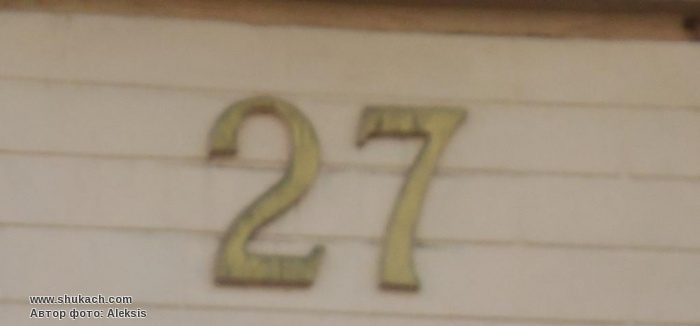 27
www.shukach.com
Автор фото: Aleksis